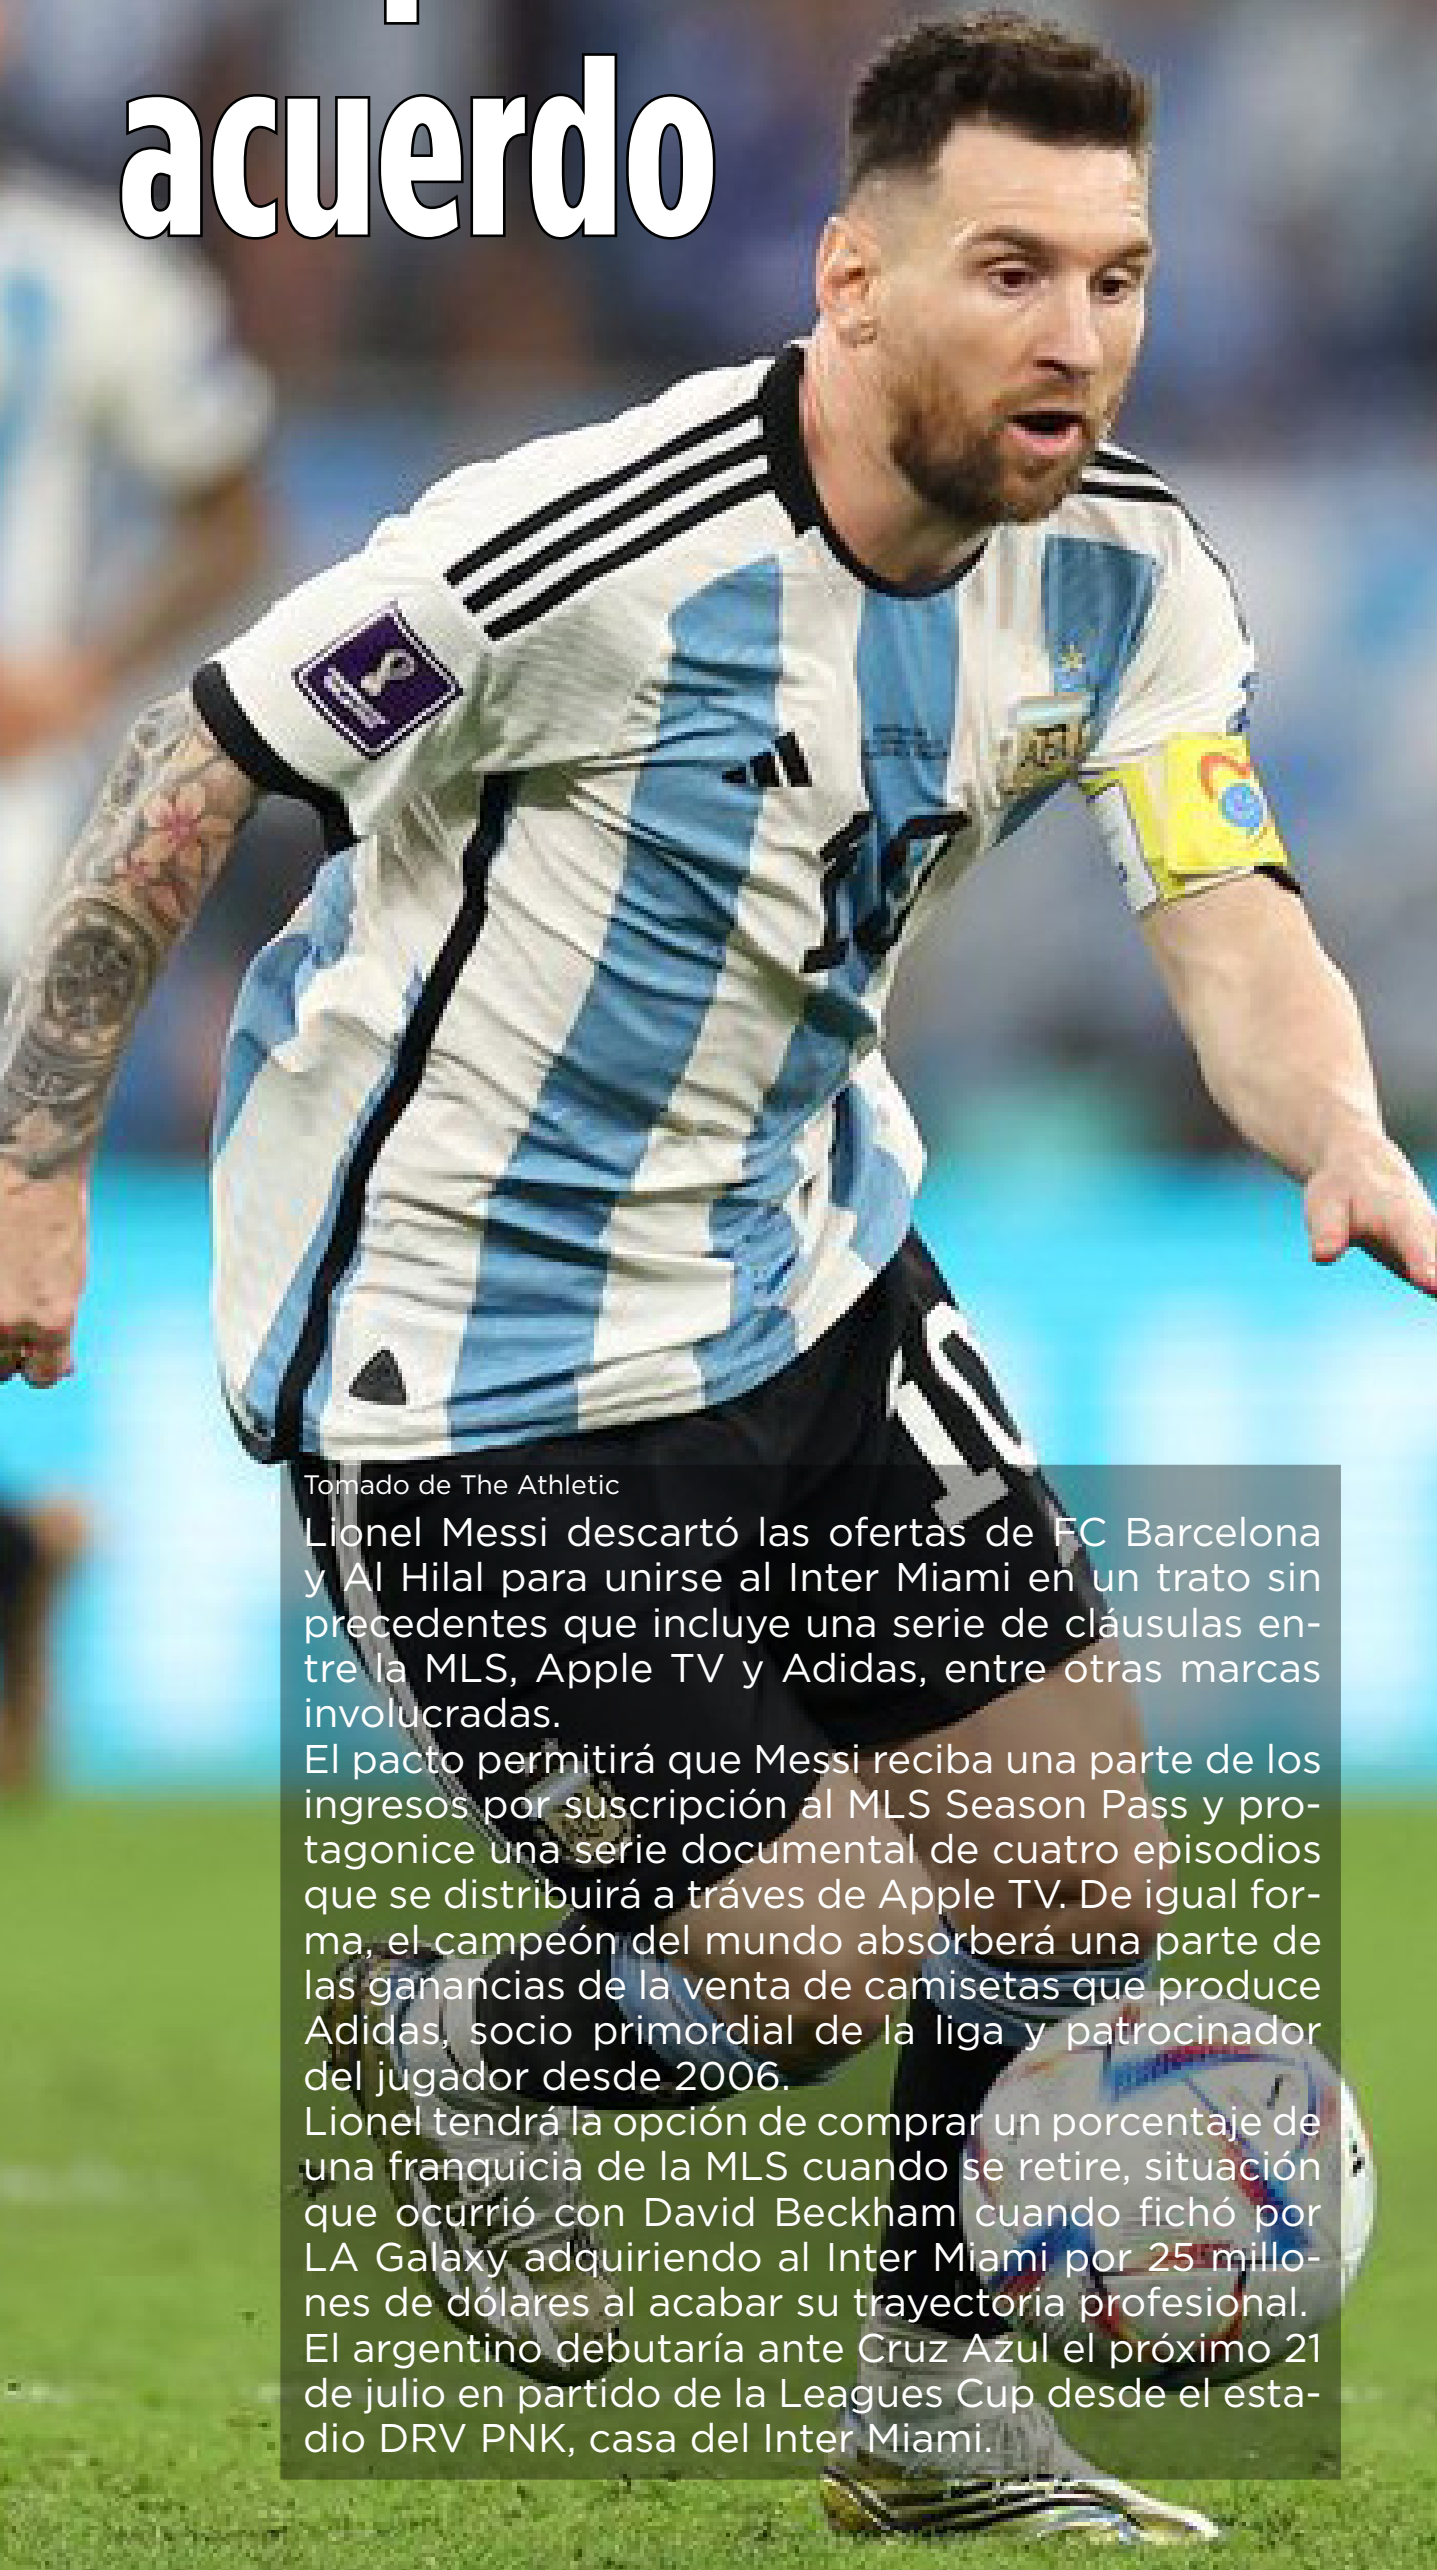 acuerdo
10
10
Tomado de The Athletic
Lionel Messi descartó las ofertas de FC Barcelona
y Al Hilal para unirse al Inter Miami en un trato sin
precedentes que incluye una serie de cláusulas en-
tre la MLS, Apple TV y Adidas, entre otras marcas
involucradas.
El pacto permitirá que Messi reciba una parte de los
ingresos por suscripción al MLS Season Pass y pro-
tagonice una serie documental de cuatro episodios
que se distribuirá a tráves de Apple TV. De igual for-
ma, el campeón del mundo absorberá una parte de
las ganancias de la venta de camisetas que produce
Adidas, socio primordial de la liga y patrocinador
del jugador desde 2006.
Lionel tendrá la opción de comprar un porcentaje de
una franquicia de la MLS cuando se retire, situación
que ocurrió con David Beckham cuando fichó por
LA Galaxy adquiriendo al Inter Miami por 25 millo-
nes de dólares al acabar su trayectoria profesional.
El argentino debutaría ante Cruz Azul el próximo 21
de julio en partido de la Leagues Cup desde el esta-
dio DRV PNK, casa del Inter Miami.